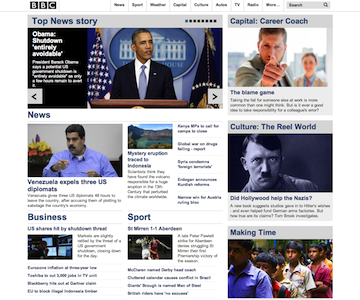 BBC
News Sport Weather Capital Culture Autos TV Radio More... Search
Top News story
Obama:
Shutdown
'entirely
avoidable'
President Barack Obama
says a potential US
government shutdown is
"entirely avoidable" with only
a few hours remain to avert
it.
News
Venezuela expels three US
diplomats
Venezuela gives three US diplomats 48 hours to
leave the country, after accusing them of plotting to
sabotage the country's economy.
Mystery eruption
traced to
Indonesia
Scientists think they
have found the volcano
responsible for a huge
eruption in the 13th
Century that perturbed
the climate worldwide.
Kenya MPs to call for
camps to close
Global war on drugs
'failing - report
Syria condemns
'foreign terrorists'
Erdogan announces
Kurdish reforms
Narrow win for Austria
ruling bloc
Business
US shares hit by shutdown threat
Markets are slightly
rattled by the threat of a
US government
shutdown, closing down
for the day.
Eurozone inflation at three-year low
Toshiba to cut 3,000 jobs in TV unit
Blackberry hits out at Gartner claim
EU to block illegal Indonesia timber
Sport
St Mirren 1-1 Aberdeen
A late Peter Pawlett
strike for Aberdeen
denies struggling St
Mirren their first
Premiership victory of
the season.
McClaren named Derby head coach
Cluttered calendar causes conflict in Brazil
Giants' Brough is named Man of Steel
British riders have 'no excuses'
Capital: Career Coach
The blame game
Taking the fall for someone else at work is more
common than one might think. But is it ever a good
idea to take responsibility for a colleague's error?
Culture: The Reel World
Did Hollywood help the Nazis?
A new book suggests studios gave in to Hitler's wishes
- and even helped fund German arms factories. But
how true are its claims? Tom Brook investigates.
Making Time